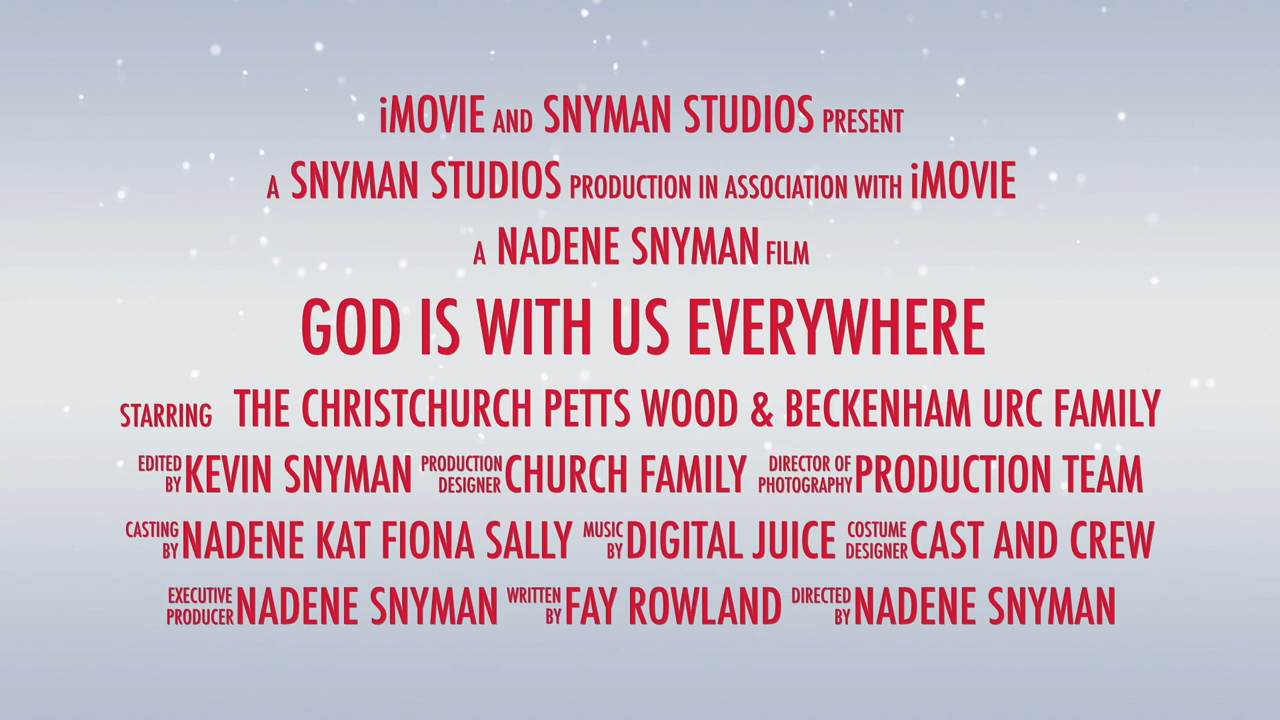 iMOVIE AND SNYMAN STUDIOS PRESENT
A SNYMAN STUDIOS PRODUCTION IN ASSOCIATION WITH iMOVIE
A NADENE SNYMAN FILM
GOD IS WITH US EVERYWHERE
STARRING THE CHRISTCHURCH PETTS WOOD & BECKENHAM URC FAMILY
EDITED BY KEVIN SNYMAN PRODUCTION DESIGNER CHURCH FAMILY DIRECTOR OF PHOTOGRAPHY PRODUCTION TEAM
CASTING BY NADENE KAT FIONA SALLY MUSIC BY DIGITAL JUICE COSTUME DESIGNER CAST AND CREW
EXECUTIVE PRODUCER NADENE SNYMAN WRITTEN BY FAY ROWLAND DIRECTED BY NADENE SNYMAN